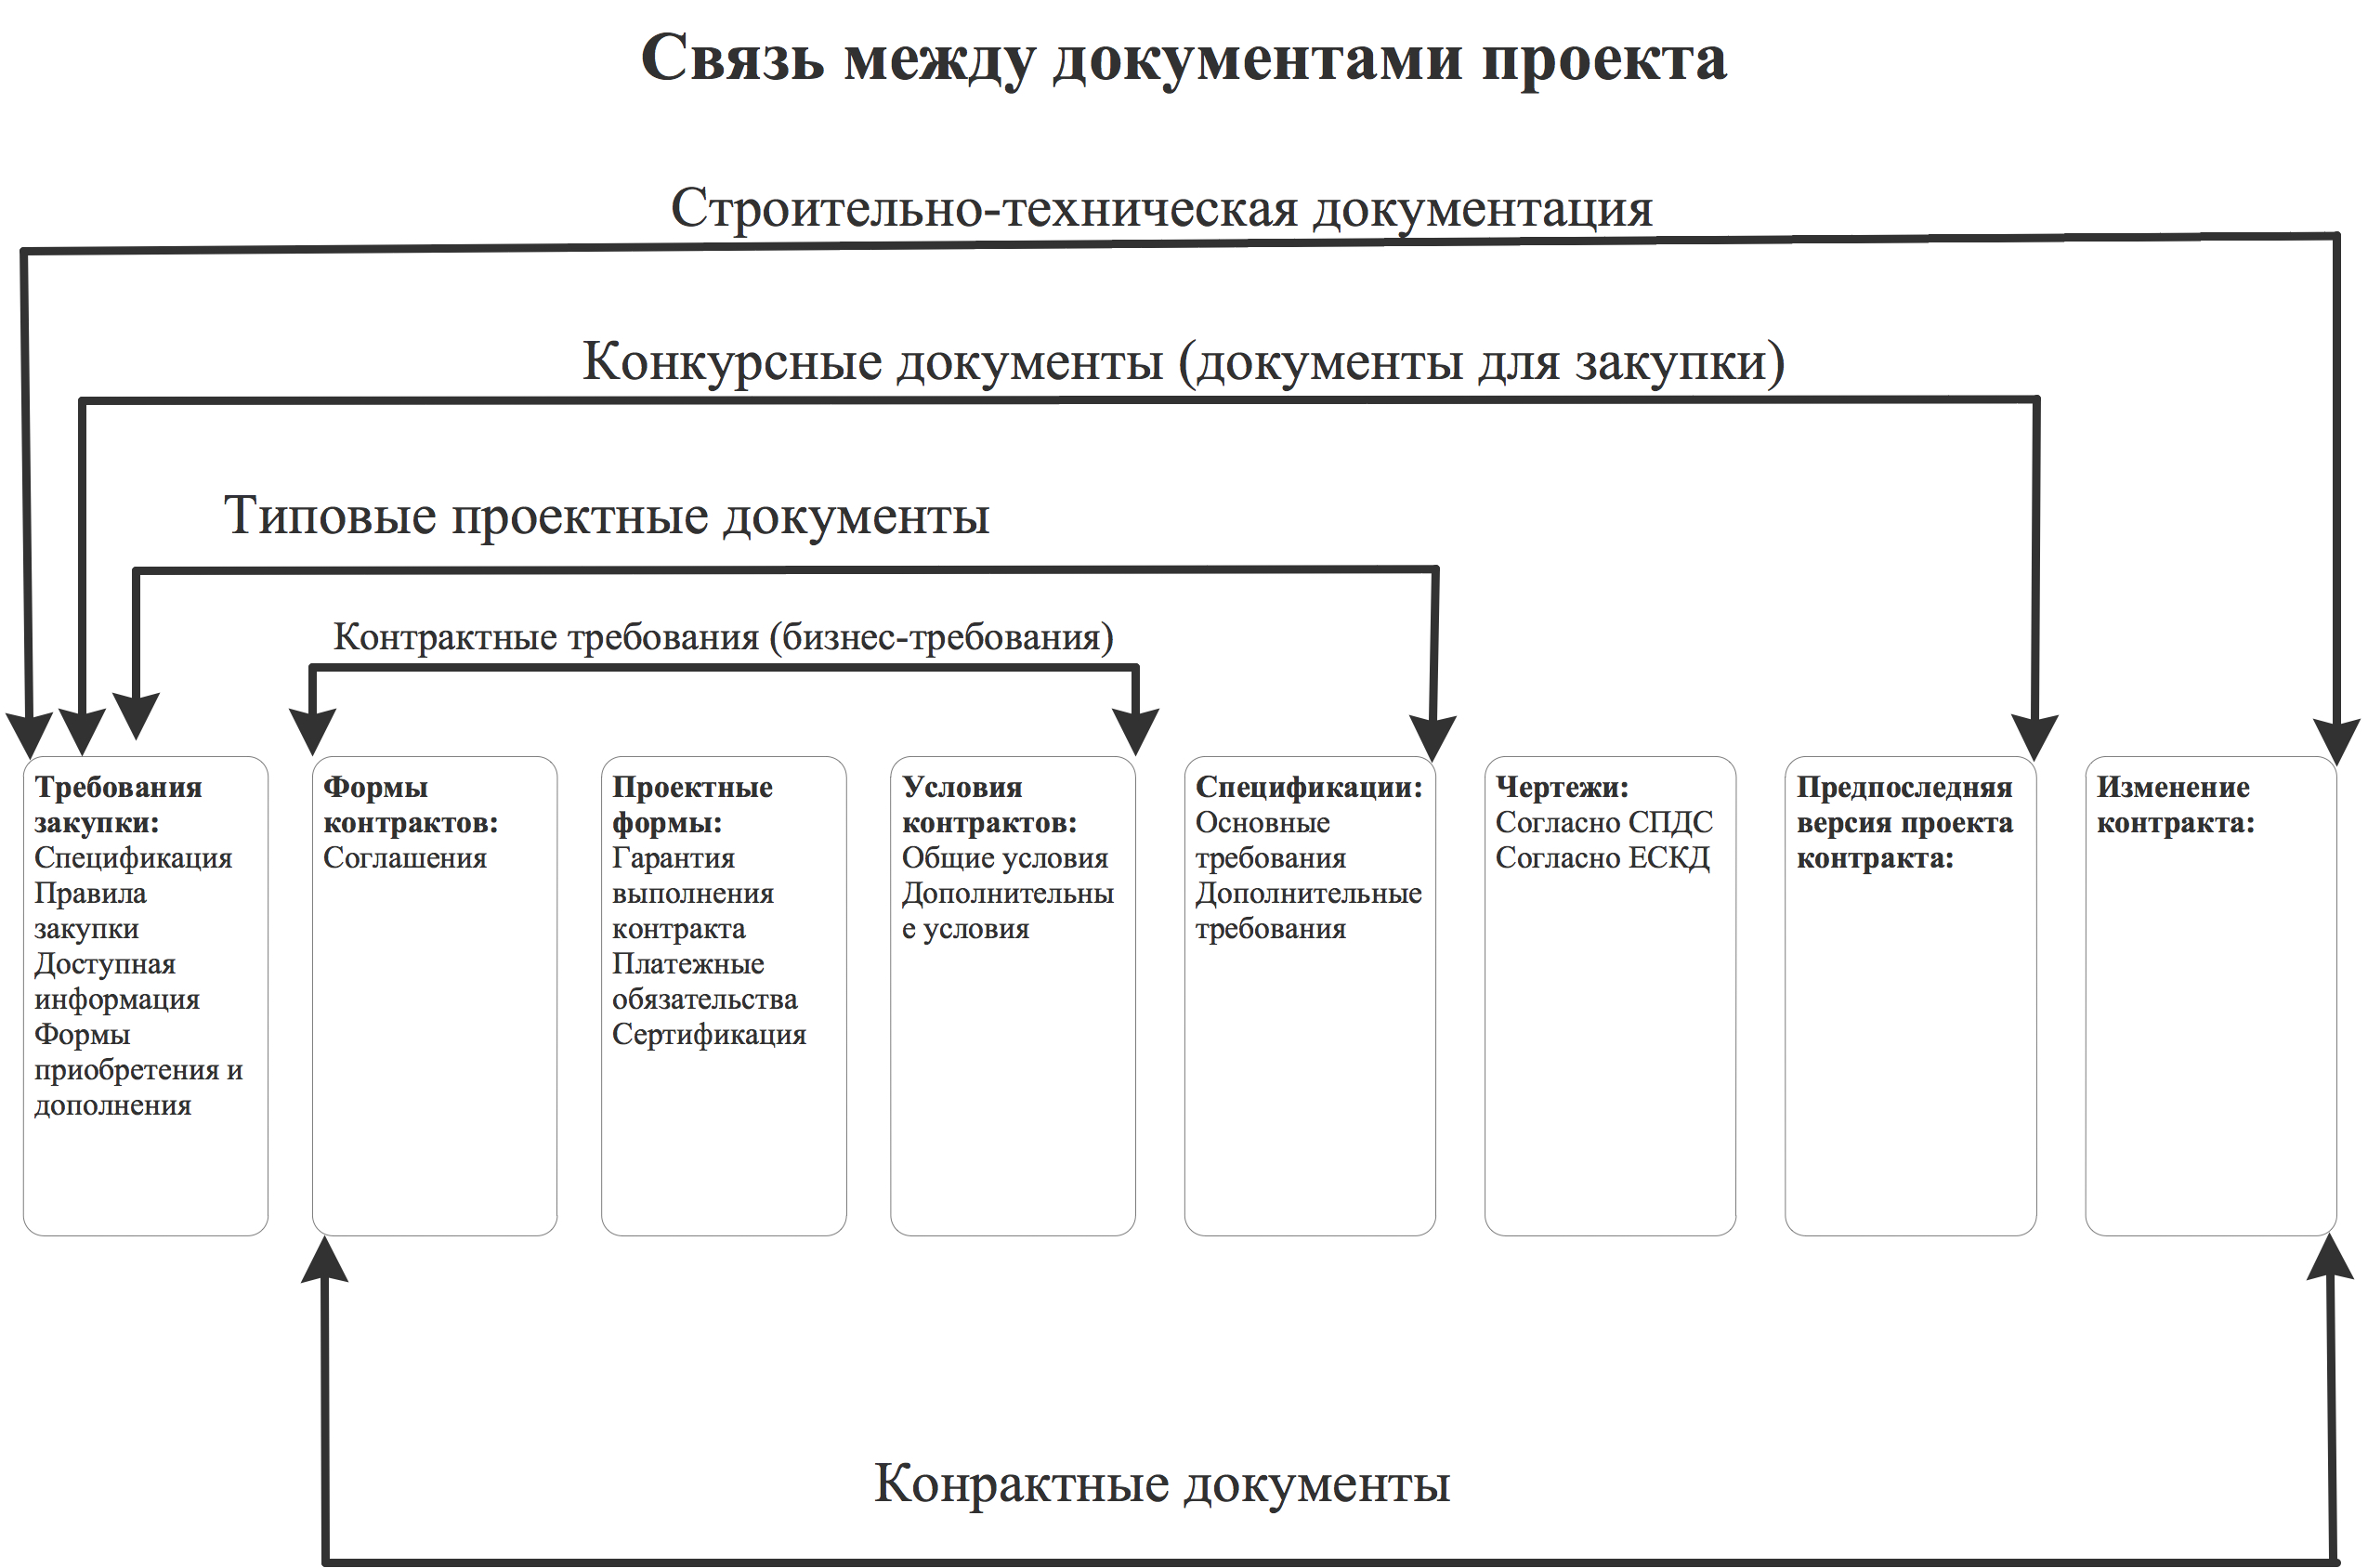 Связь между документами проекта
Строительно-техническая документация
Конкурсные документы (документы для закупки)
Типовые проектные документы
Контрактные требования (бизнес-требования)
Требования
закупки:
Спецификация
Правила
закупки
Доступная
информация
Формы
приобретения и
дополнения
Формы
контрактов:
Соглашения
Проектные
формы:
Гарантия
выполнения
контракта
Платежные
обязательства
Сертификация
Условия
контрактов:
Общие условия
Дополнительны
е условия
Спецификации:
Основные
требования
Дополнительные
требования
Чертежи:
Согласно СПДС
Согласно ЕСКД
Предпоследняя
версия проекта
контракта:
Изменение
контракта:
Конрактные документы